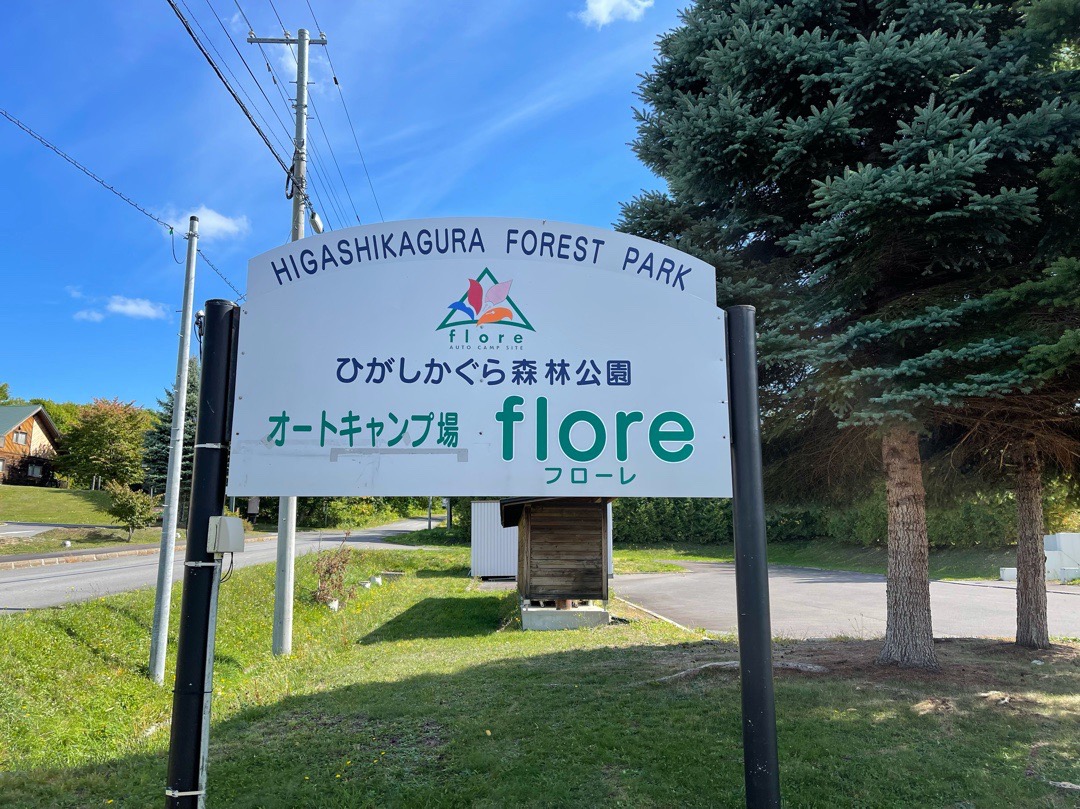 HIGASHIKAGURA FOREST PARK
flore
AUTO CAMP SITE
ひがしかぐら森林公園
オートキャンプ場 flore
フローレ